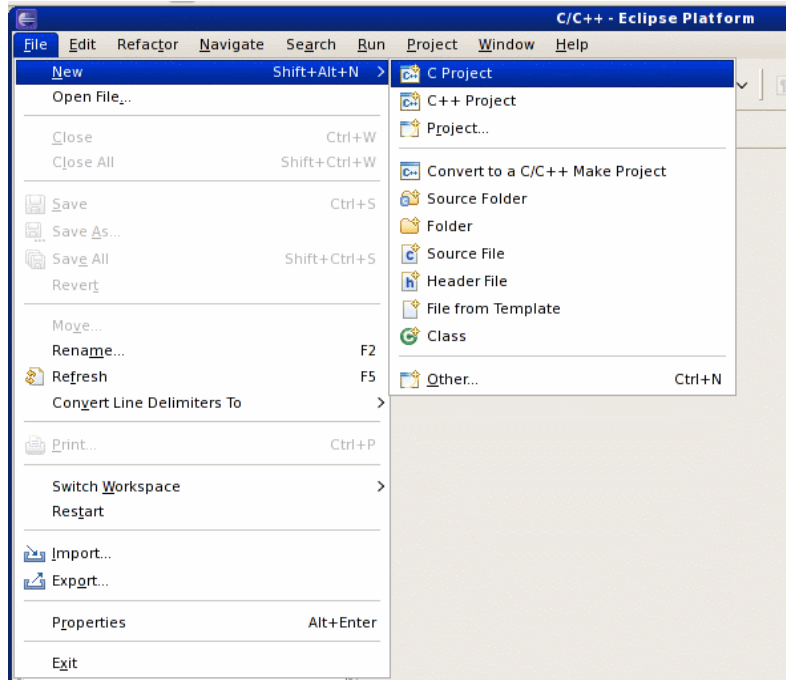 C/C++ - Eclipse Platform
File Edit Refactor Navigate Search Run Project Window Help
New Shift+Alt+N >
Open File...
Close Ctrl+W
Close All Shift+Ctrl+W
Save Ctrl+S
Save As...
Save All Shift+Ctrl+S
Revert
Move...
Rename... F2
Refresh F5
Convert Line Delimiters To >
Print... Ctrl+P
Switch Workspace >
Restart
Import...
Export...
Properties Alt+Enter
Exit
C Project
C++ Project
Project...
Convert to a C/C++ Make Project
Source Folder
Folder
Source File
Header File
File from Template
Class
Other... Ctrl+N